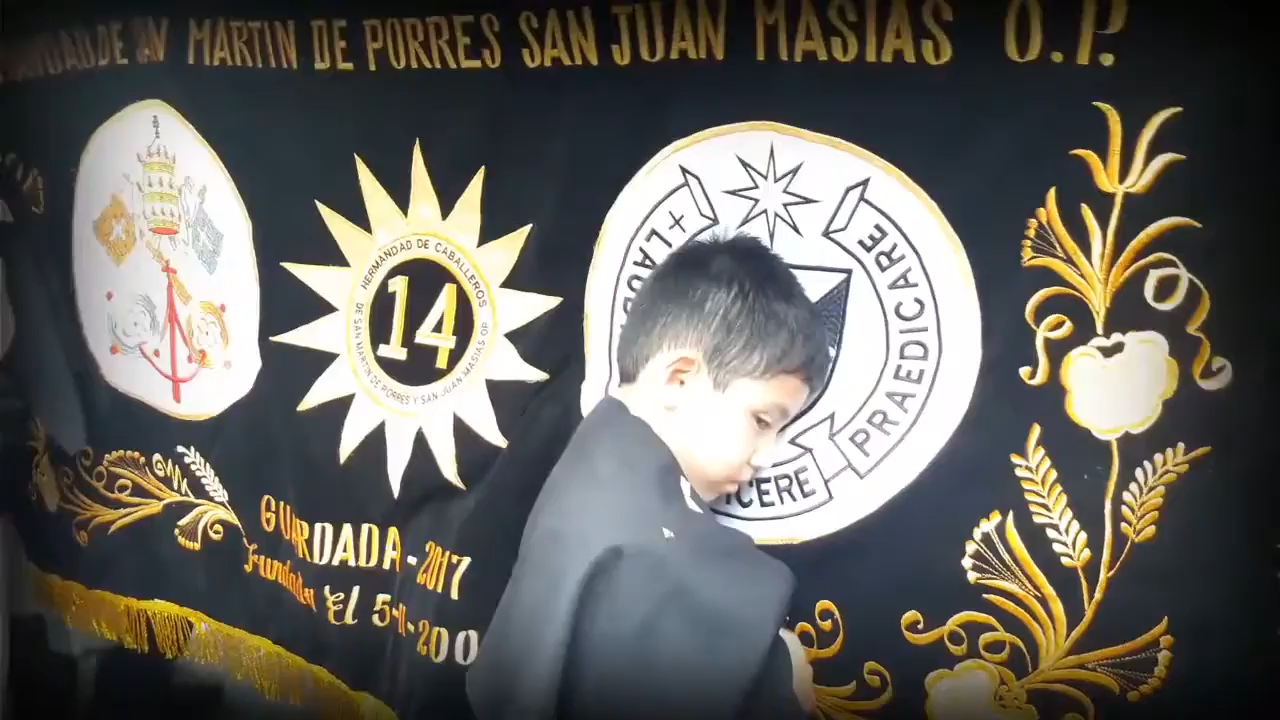 MARTIN DE PORRES SAN JUAN MASIAS O.P.
HERMANDAD DE CABALLEROS
14
DE SAN MARTIN DE PORRES Y SAN JUAN MASIAS OP
PRAEDICARE
GUARDADA - 2017
Fundada El 5-11-200